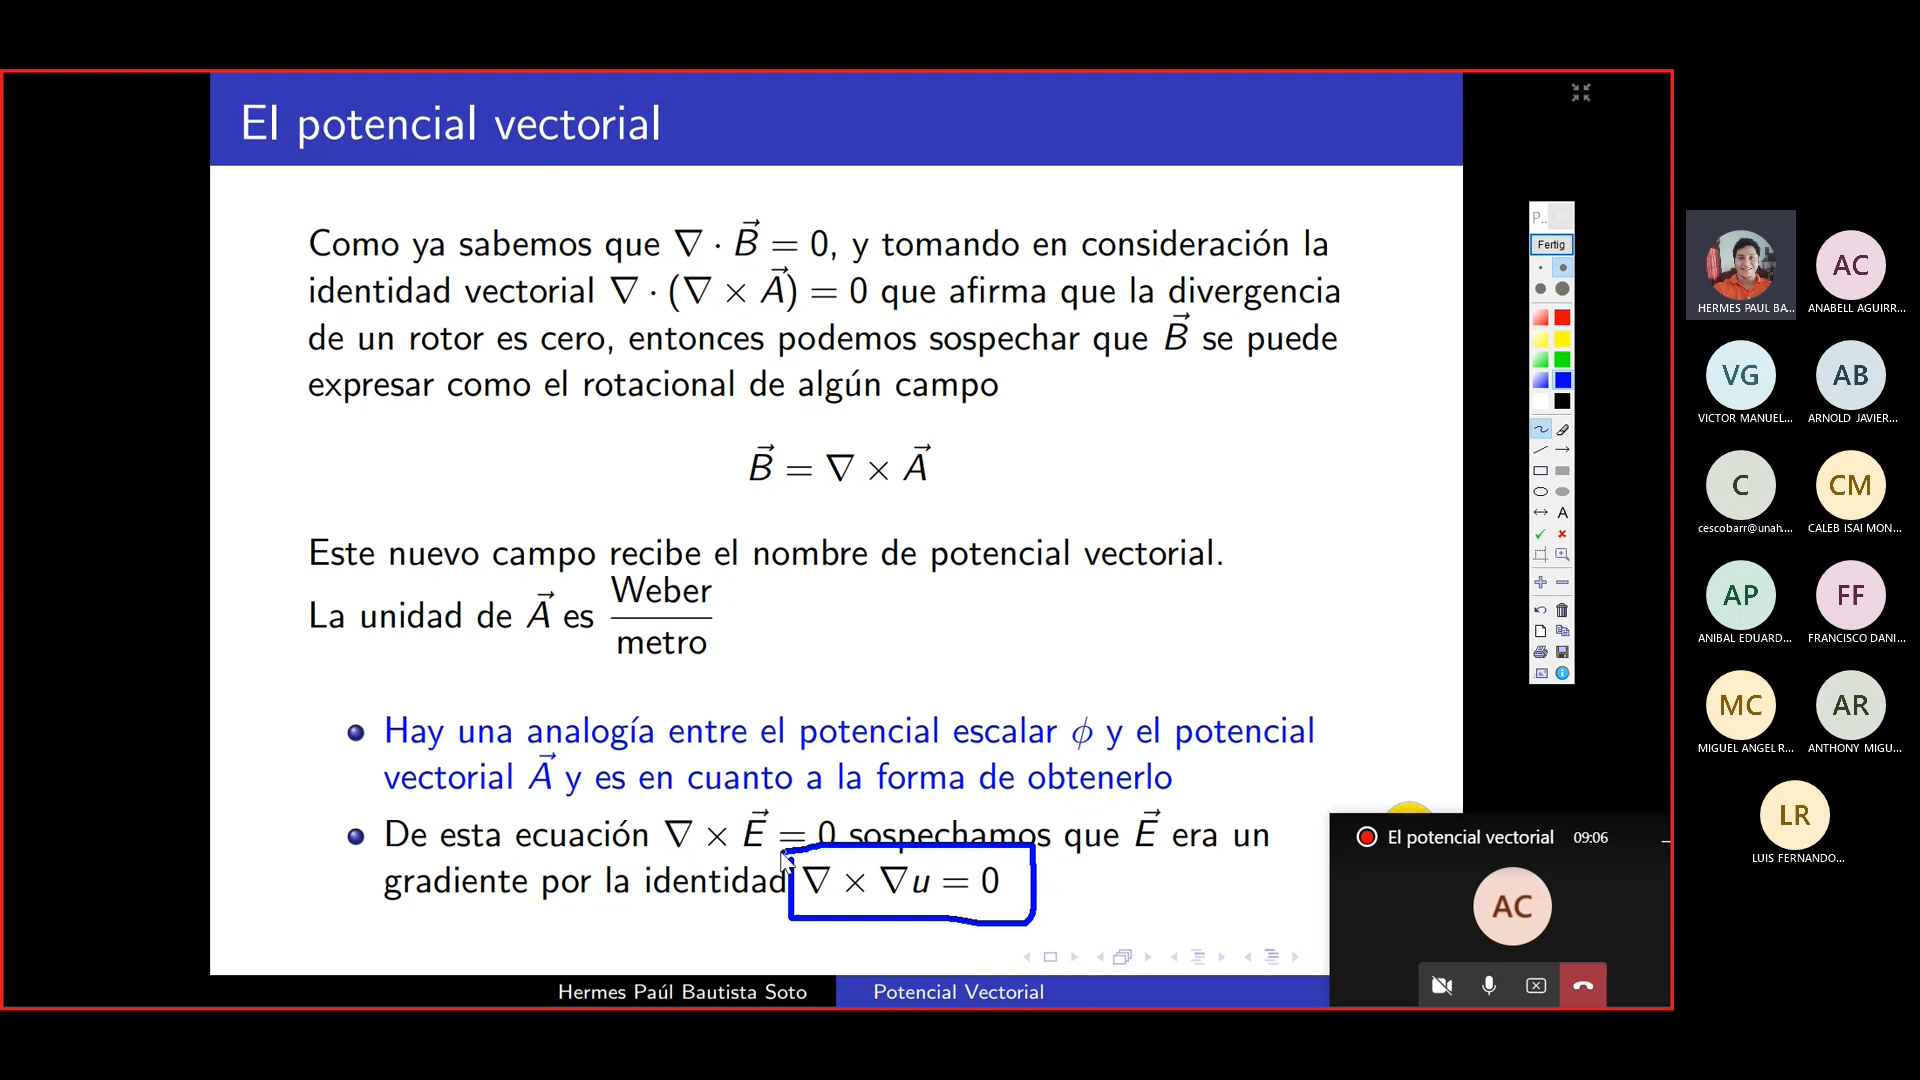 El potencial vectorial
Como ya sabemos que ∇ · B⃗ = 0, y tomando en consideración la
identidad vectorial ∇ · (∇ × A⃗) = 0 que afirma que la divergencia
de un rotor es cero, entonces podemos sospechar que B⃗ se puede
expresar como el rotacional de algún campo
B⃗ = ∇ × A⃗
Este nuevo campo recibe el nombre de potencial vectorial.
La unidad de A⃗ es Weber
metro
Hay una analogía entre el potencial escalar ϕ y el potencial
vectorial A⃗ y es en cuanto a la forma de obtenerlo
De esta ecuación ∇ × E⃗ = 0 sospechamos que E⃗ era un
gradiente por la identidad ∇ × ∇u = 0
Hermes Paúl Bautista Soto
Potencial Vectorial
P..
Fertig
A
El potencial vectorial 09:06
AC
HERMES PAUL BA...
AC
ANABELL AGUIRR...
VG
VICTOR MANUEL...
AB
ARNOLD JAVIER...
C
cescobarr@unah....
CM
CALEB ISAI MON...
AP
ANIBAL EDUARD...
FF
FRANCISCO DANI...
MC
MIGUEL ANGEL R...
AR
ANTHONY MIGU...
LR
LUIS FERNANDO...